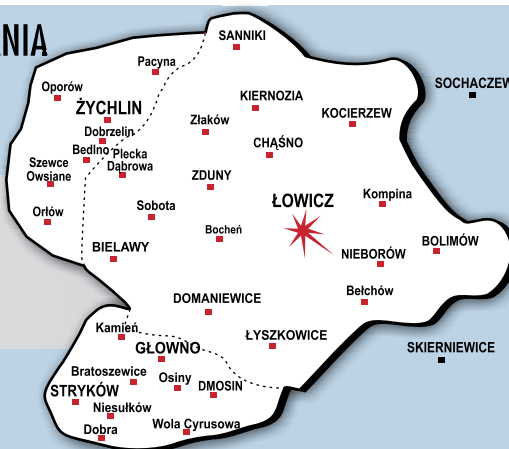 NIA
SANNIKI
Pacyna
Oporów
SOCHACZEW
KIERNOZIA
ŻYCHLIN
KOCIERZEW
Złaków
Dobrzelin
CHĄŚNO
Bedlno
Plecka
Dąbrowa
Szewce
Owsiane
ZDUNY
ŁOWICZ
Kompina
Sobota
Orłów
Bocheń
BOLIMÓW
BIELAWY
NIEBORÓW
Bełchów
DOMANIEWICE
Kamień
ŁYSZKOWICE
GŁOWNO
SKIERNIEWICE
Bratoszewice
Osiny
DMOSIN
STRYKÓW
Niesułków
Wola Cyrusowa
Dobra